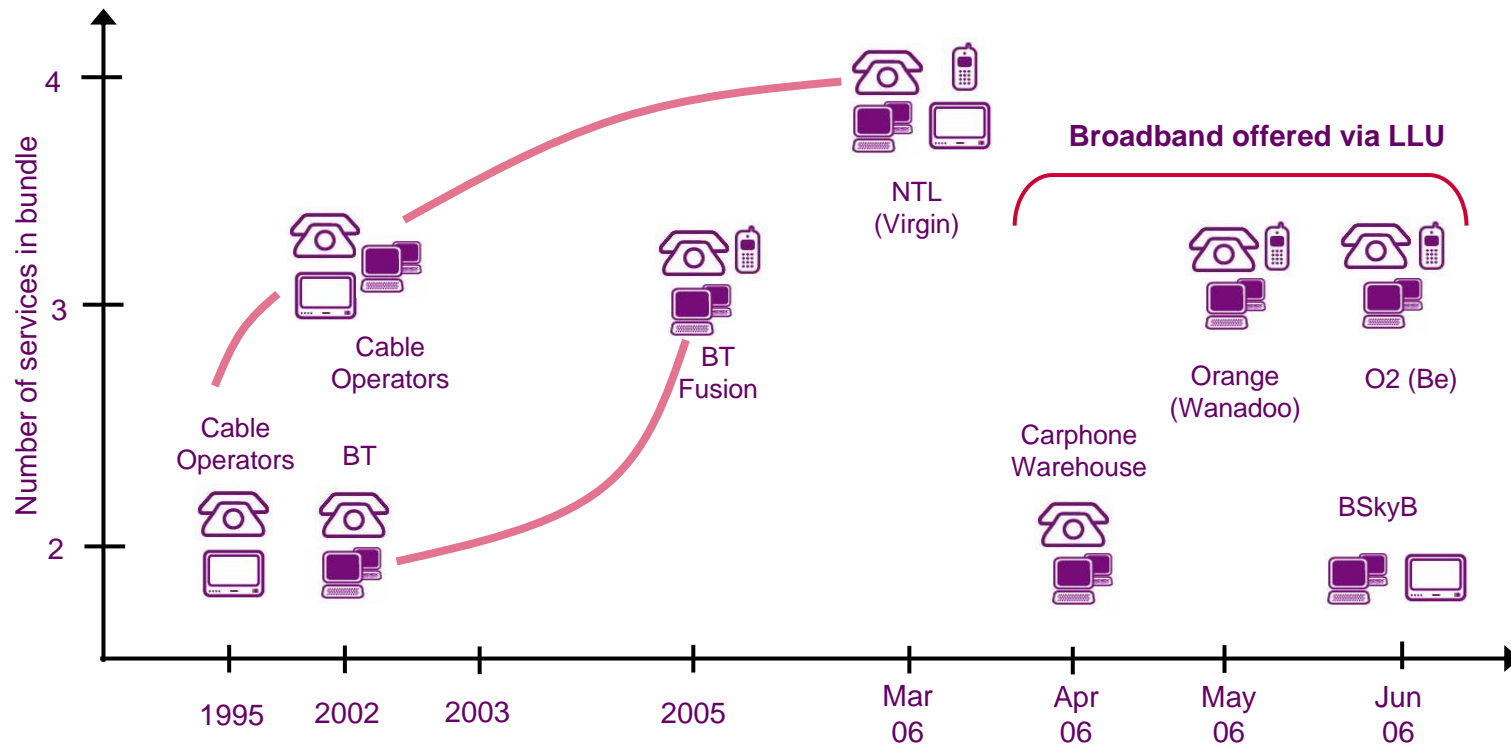 Number of services in bundle
4
3
2
Broadband offered via LLU
NTL
(Virgin)
Cable
Operators
BT
Fusion
Orange
(Wanadoo)
O2 (Be)
Cable
Operators
BT
Carphone
Warehouse
BSkyB
1995
2002
2003
2005
Mar
06
Apr
06
May
06
Jun
06